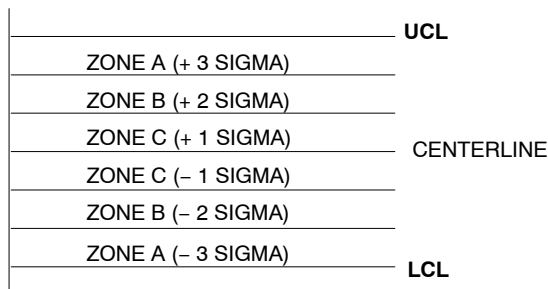 UCL
ZONE A (+ 3 SIGMA)
ZONE B (+ 2 SIGMA)
ZONE C (+ 1 SIGMA)
CENTERLINE
ZONE C (− 1 SIGMA)
ZONE B (− 2 SIGMA)
ZONE A (− 3 SIGMA)
LCL